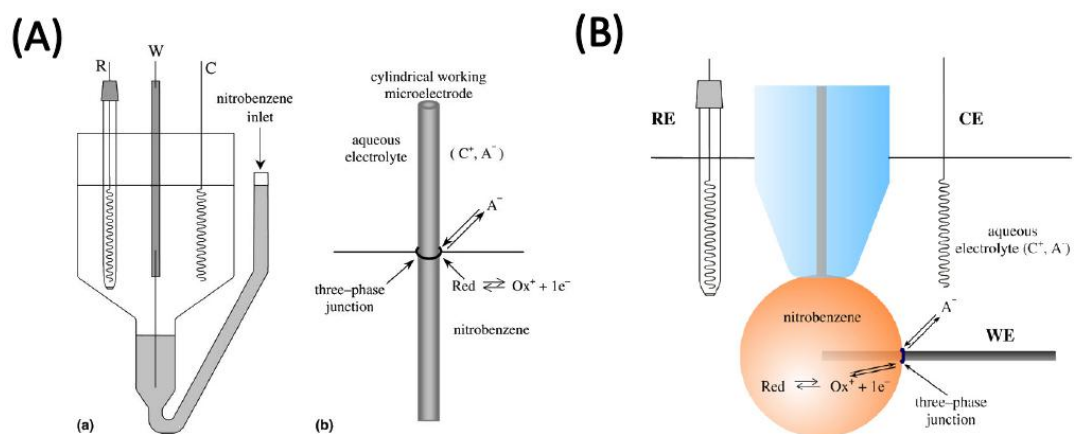 (A)
R
W
C
nitrobenzene
inlet
(a)
cylindrical working
microelectrode
aqueous
electrolyte
( C⁺, A⁻ )
A⁻
three–phase
junction
Red ⇌ Ox⁺ + 1e⁻
nitrobenzene
(b)
(B)
RE
CE
aqueous
electrolyte (C⁺, A⁻)
nitrobenzene
A⁻
WE
Red ⇌ Ox⁺ + 1e⁻
three–phase
junction